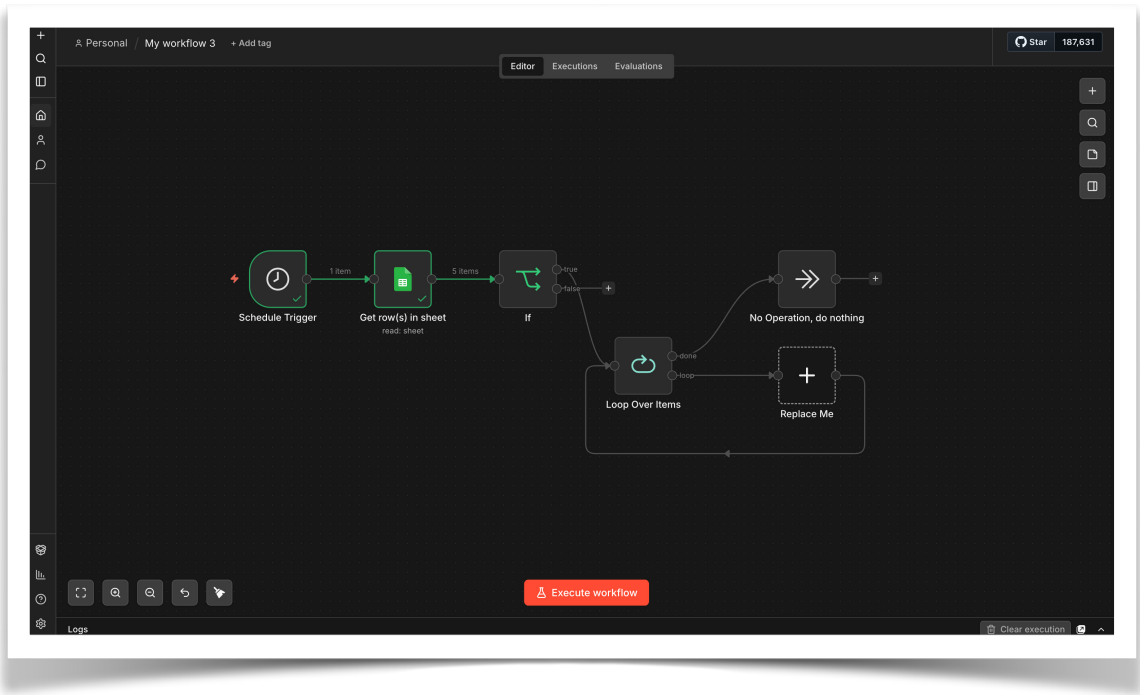 Personal / My workflow 3 + Add tag
Star 187,631
Editor Executions Evaluations
1 item
5 items
true
false
Schedule Trigger
Get row(s) in sheet
read: sheet
If
No Operation, do nothing
done
loop
Loop Over Items
Replace Me
Execute workflow
Logs
Clear execution